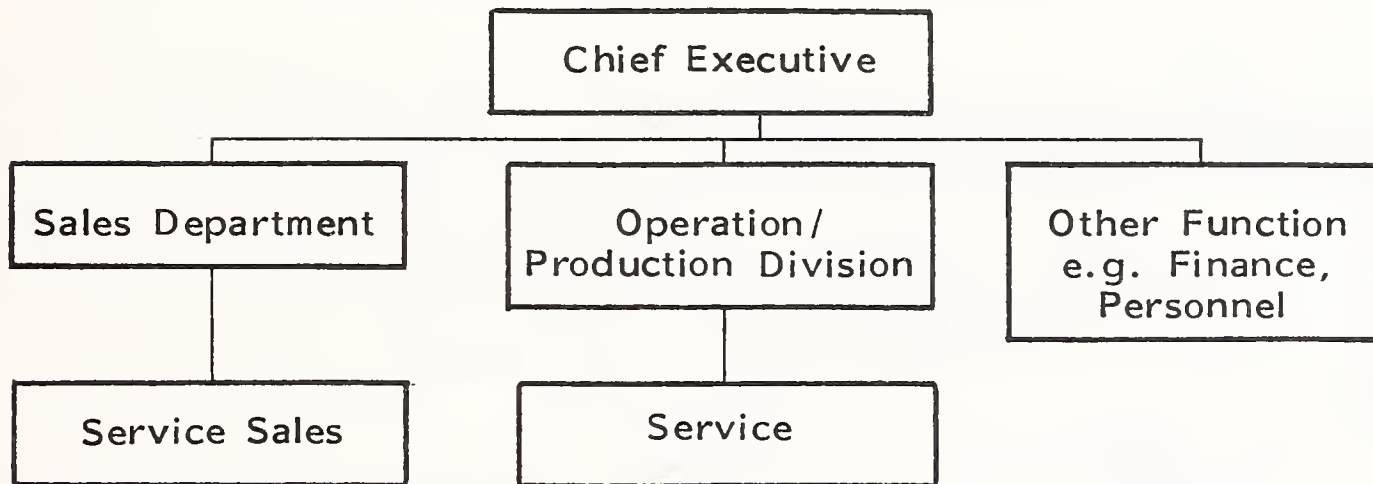 Chief Executive
Sales Department
Operation/
Production Division
Other Function
e.g. Finance,
Personnel
Service Sales
Service